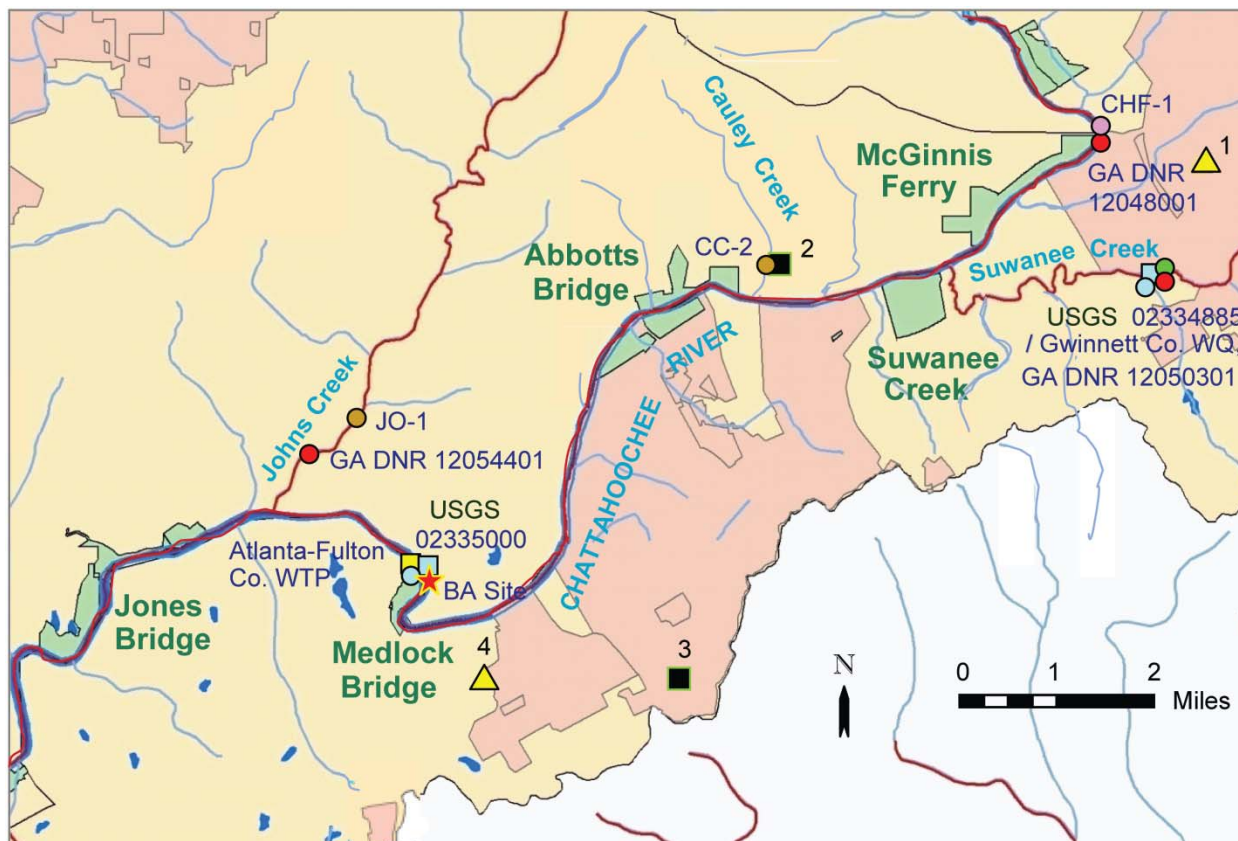 CHF-1
1
Cauley Creek
McGinnis
Ferry
GA DNR
12048001
CC-2
2
Abbotts
Bridge
Suwanee Creek
RIVER
USGS 02334885
/ Gwinnett Co. WQ,
GA DNR 12050301
Suwanee
Creek
Johns Creek
JO-1
GA DNR 12054401
CHATTAHOOCHEE
USGS
02335000
Atlanta-Fulton
Co. WTP
BA Site
Jones
Bridge
Medlock
Bridge
4
3
N
0 1 2
Miles